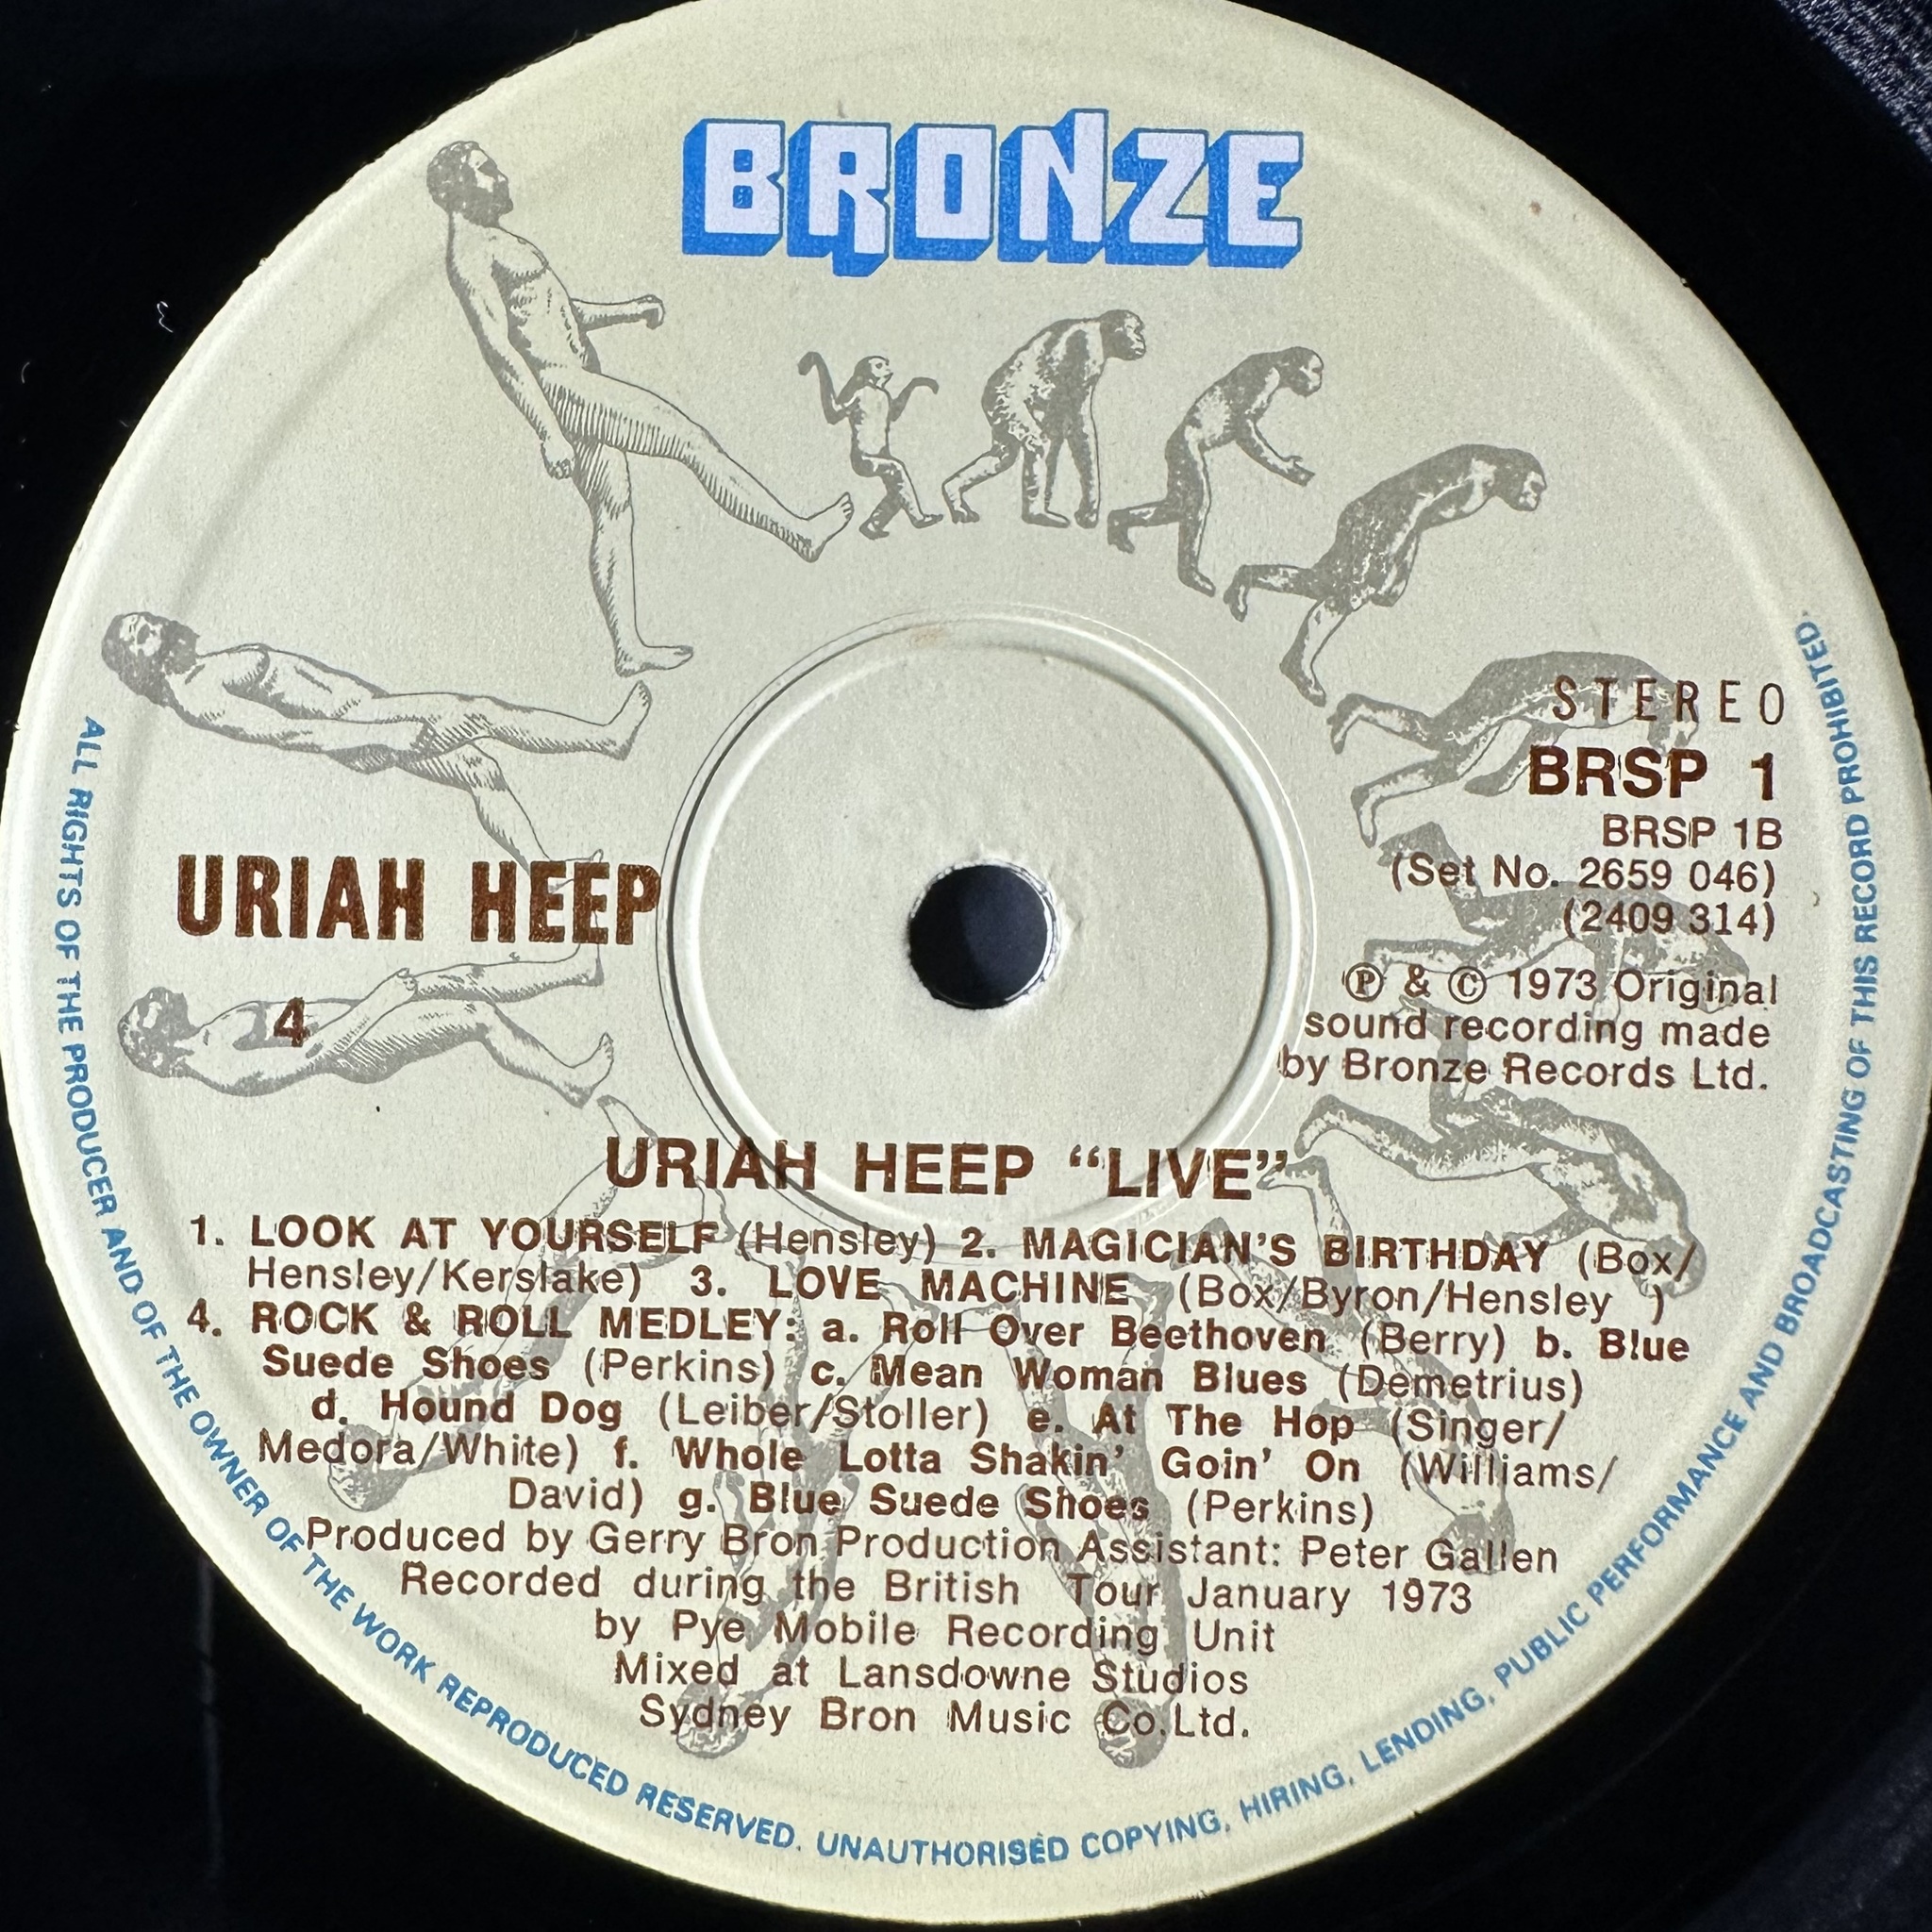 BRONZE
STEREO
BRSP 1
BRSP 1B
(Set No. 2659 046)
(2409 314)
Ⓟ & © 1973 Original
sound recording made
by Bronze Records Ltd.
URIAH HEEP
4
URIAH HEEP “LIVE”
1. LOOK AT YOURSELF (Hensley) 2. MAGICIAN'S BIRTHDAY (Box/
Hensley/Kerslake) 3. LOVE MACHINE (Box/Byron/Hensley )
4. ROCK & ROLL MEDLEY: a. Roll Over Beethoven (Berry) b. Blue
Suede Shoes (Perkins) c. Mean Woman Blues (Demetrius)
d. Hound Dog (Leiber/Stoller) e. At The Hop (Singer/
Medora/White) f. Whole Lotta Shakin' Goin' On (Williams/
David) g. Blue Suede Shoes (Perkins)
Produced by Gerry Bron Production Assistant: Peter Gallen
Recorded during the British Tour January 1973
by Pye Mobile Recording Unit
Mixed at Lansdowne Studios
Sydney Bron Music Co.Ltd.
ALL RIGHTS OF THE PRODUCER AND OF THE OWNER OF THE WORK REPRODUCED RESERVED. UNAUTHORISED COPYING, HIRING, LENDING, PUBLIC PERFORMANCE AND BROADCASTING OF THIS RECORD PROHIBITED.